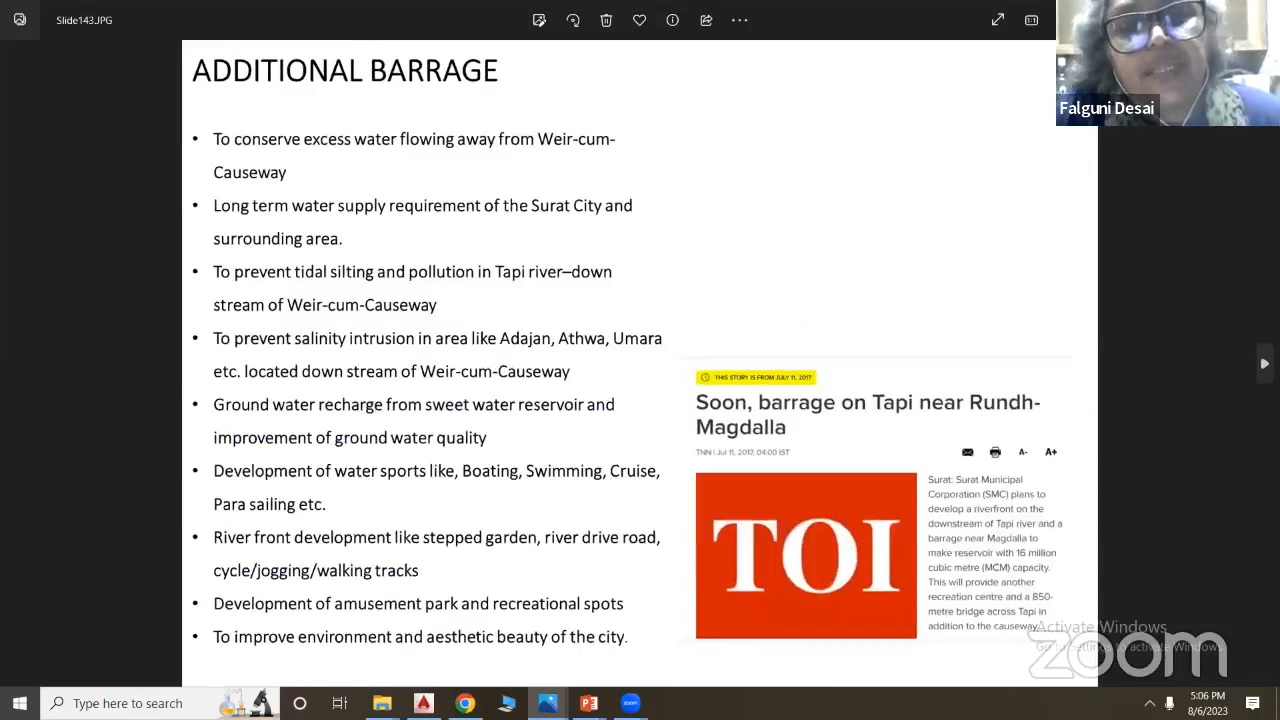 Slide143.JPG
Falguni Desai
ADDITIONAL BARRAGE
• To conserve excess water flowing away from Weir-cum-
Causeway
• Long term water supply requirement of the Surat City and
surrounding area.
• To prevent tidal silting and pollution in Tapi river–down
stream of Weir-cum-Causeway
• To prevent salinity intrusion in area like Adajan, Athwa, Umara
etc. located down stream of Weir-cum-Causeway
• Ground water recharge from sweet water reservoir and
improvement of ground water quality
• Development of water sports like, Boating, Swimming, Cruise,
Para sailing etc.
• River front development like stepped garden, river drive road,
cycle/jogging/walking tracks
• Development of amusement park and recreational spots
• To improve environment and aesthetic beauty of the city.
THIS STORY IS FROM JULY 11, 2017
Soon, barrage on Tapi near Rundh-
Magdalla
TNN | Jul 11, 2017, 04:00 IST
A- A+
TOI
Surat: Surat Municipal
Corporation (SMC) plans to
develop a riverfront on the
downstream of Tapi river and a
barrage near Magdalla to
make reservoir with 16 million
cubic metre (MCM) capacity.
This will provide another
recreation centre and a 850-
metre bridge across Tapi in
addition to the causeway.
Activate Windows
Go to Settings to activate Windows.
zoom
Type here to search
zoom
5:06 PM
8/6/2023